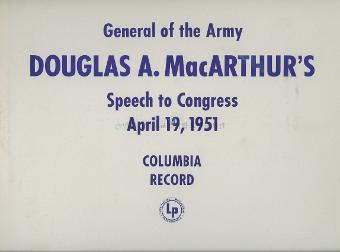 General of the Army
DOUGLAS A. MacARTHUR'S
Speech to Congress
April 19, 1951
COLUMBIA
RECORD
Lp